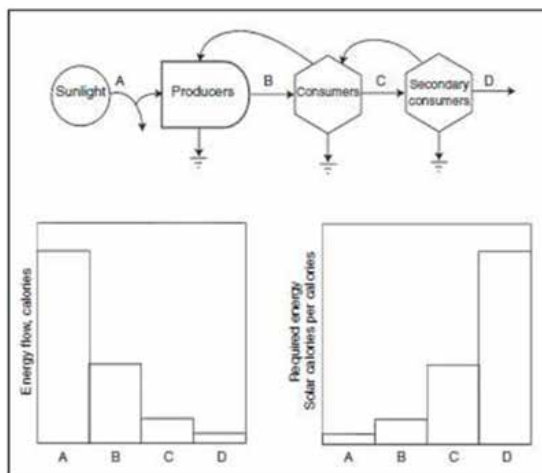 A
B
C
D
Sunlight
Producers
Consumers
Secondary
consumers
Energy flow, calories
A B C D
Required energy
Solar calories per calories
A B C D